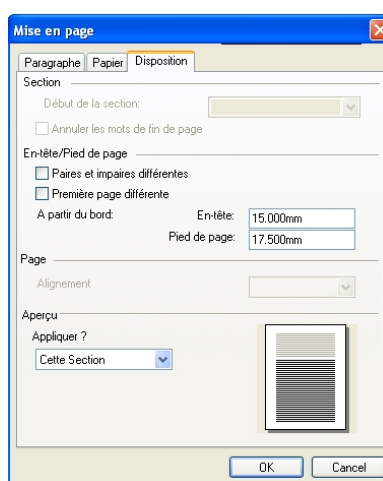 Mise en page
Paragraphe Papier Disposition
Section
Début de la section:
Annuler les mots de fin de page
En-tête/Pied de page
Paires et impaires différentes
Première page différente
A partir du bord: En-tête: 15.000mm
Pied de page: 17.500mm
Page
Alignement
Aperçu
Appliquer ?
Cette Section
OK Cancel